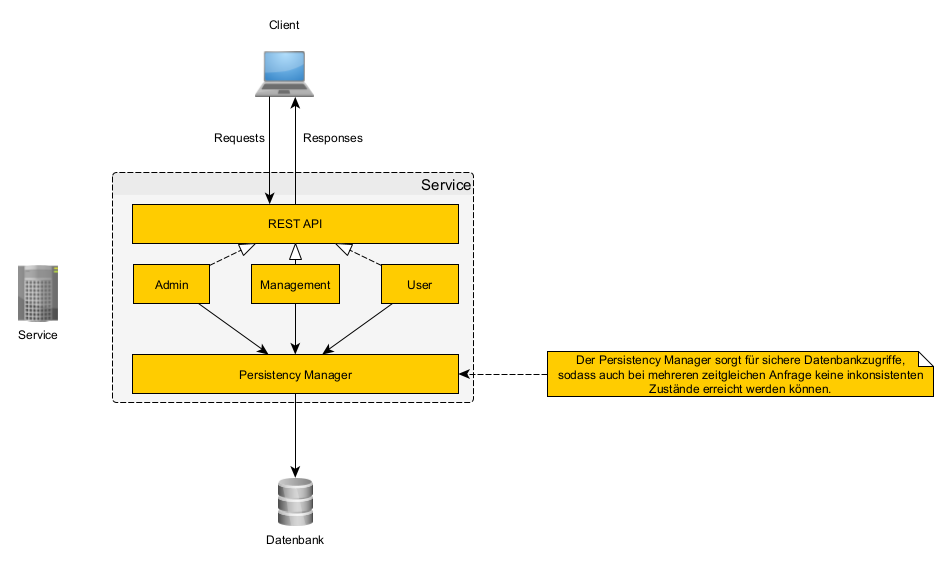 Client
Requests
Responses
Service
REST API
Admin
Management
User
Service
Persistency Manager
Der Persistency Manager sorgt für sichere Datenbankzugriffe,
sodass auch bei mehreren zeitgleichen Anfrage keine inkonsistenten
Zustände erreicht werden können.
Datenbank